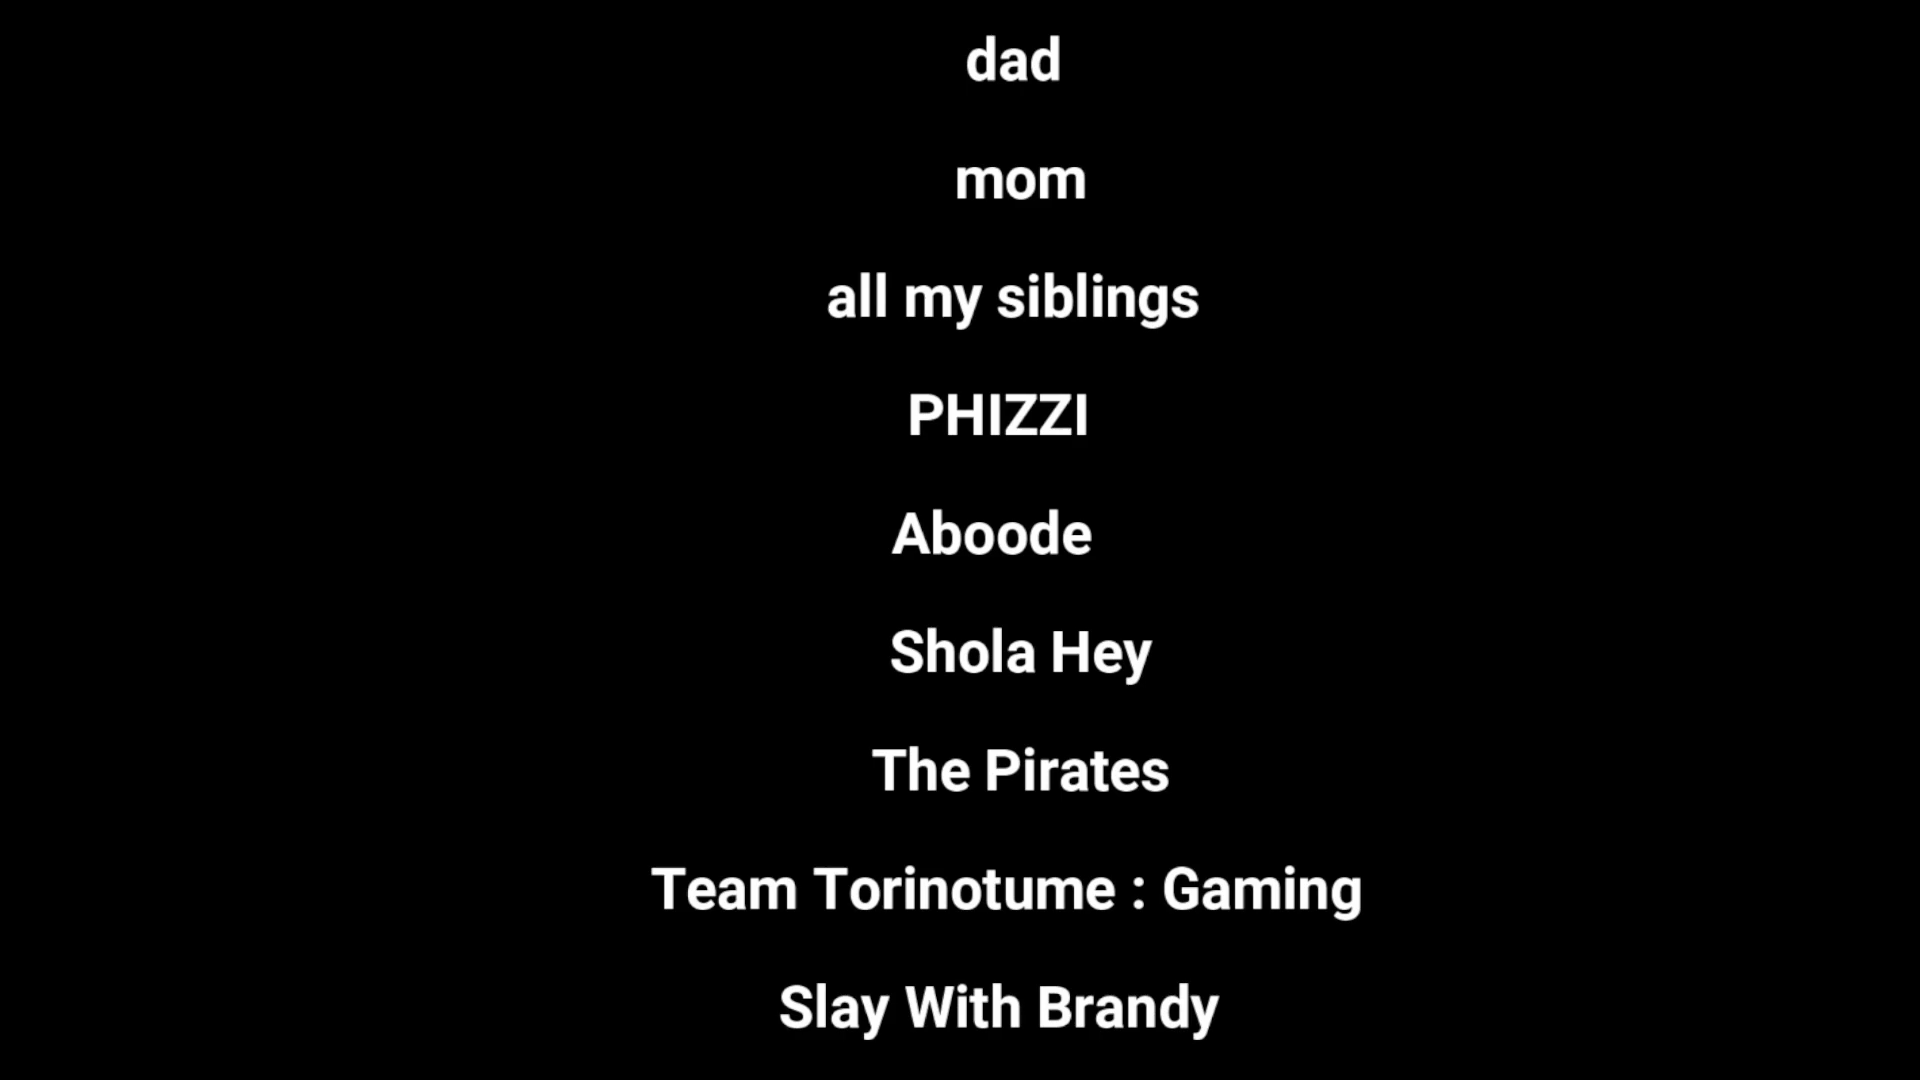 dad
mom
all my siblings
PHIZZI
Aboode
Shola Hey
The Pirates
Team Torinotume : Gaming
Slay With Brandy